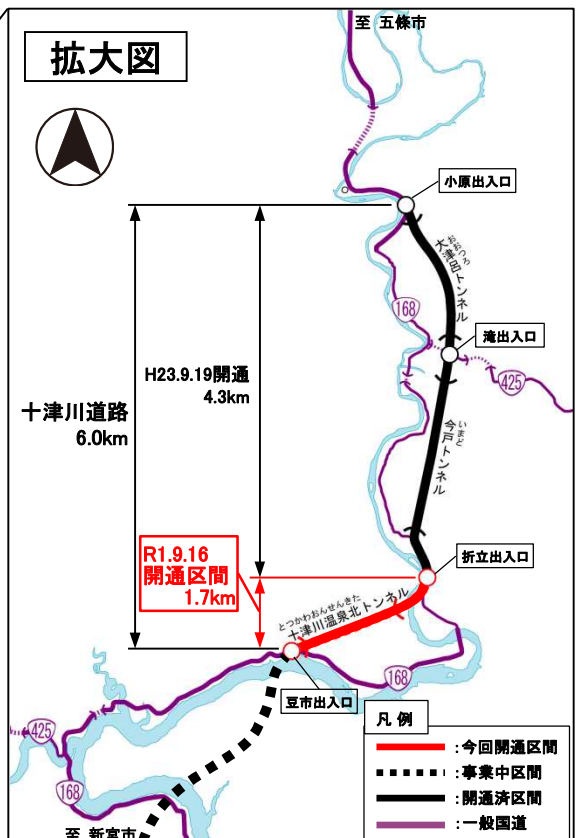 拡大図
至 五條市
小原出入口
おおつろ
大津呂トンネル
168
滝出入口
425
H23.9.19開通
4.3km
十津川道路
6.0km
いまど
今戸トンネル
R1.9.16
開通区間
1.7km
折立出入口
とつかわおんせんきた
十津川温泉北トンネル
168
豆市出入口
425
168
至 新宮市
凡 例
:今回開通区間
:事業中区間
:開通済区間
:一般国道